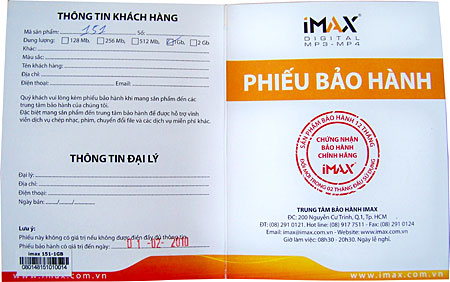 THÔNG TIN KHÁCH HÀNG
Mã sản phẩm: 151 Số:
Dung lượng: 128 Mb, 256 Mb, 512 Mb, 1Gb, 2 Gb
Khác:
Màu sắc:
Tên khách hàng:
Địa chỉ:
Điện thoại: Email:
Quý khách vui lòng kèm phiếu bảo hành khi mang sản phẩm đến các
trung tâm bảo hành của chúng tôi.
Đặc biệt mang sản phẩm đến trung tâm bảo hành để được hỗ trợ vĩnh
viễn dịch vụ chép nhạc, phim, chuyển đổi file và các dịch vụ miễn phí khác.
THÔNG TIN ĐẠI LÝ
Đại lý:
Địa chỉ:
Điện thoại:
Ngày bán: ....../....../......
Lưu ý:
Phiếu này không có giá trị nếu không được điền đầy đủ thông tin.
Phiếu bảo hành có giá trị đến ngày: 01-02-2010
imax 151-1GB
080148151010014
www.imax.com.vn
iMAX®
DIGITAL
MP3-MP4
PHIẾU BẢO HÀNH
SẢN PHẨM BẢO HÀNH 12 THÁNG
CHỨNG NHẬN
BẢO HÀNH
CHÍNH HÃNG
iMAX
ĐỔI MỚI TRONG 02 THÁNG ĐẦU SỬ DỤNG
TRUNG TÂM BẢO HÀNH IMAX
ĐC: 200 Nguyễn Cư Trinh, Q.1, Tp. HCM
ĐT: (08) 291 0121. Hot line: (08) 917 7511 - Fax: (08) 291 0124
Email: imax@imax.com.vn - Website: www.imax.com.vn
Giờ làm việc: 08h30 - 20h30. Ngày lễ nghỉ.
www.imax.com.vn